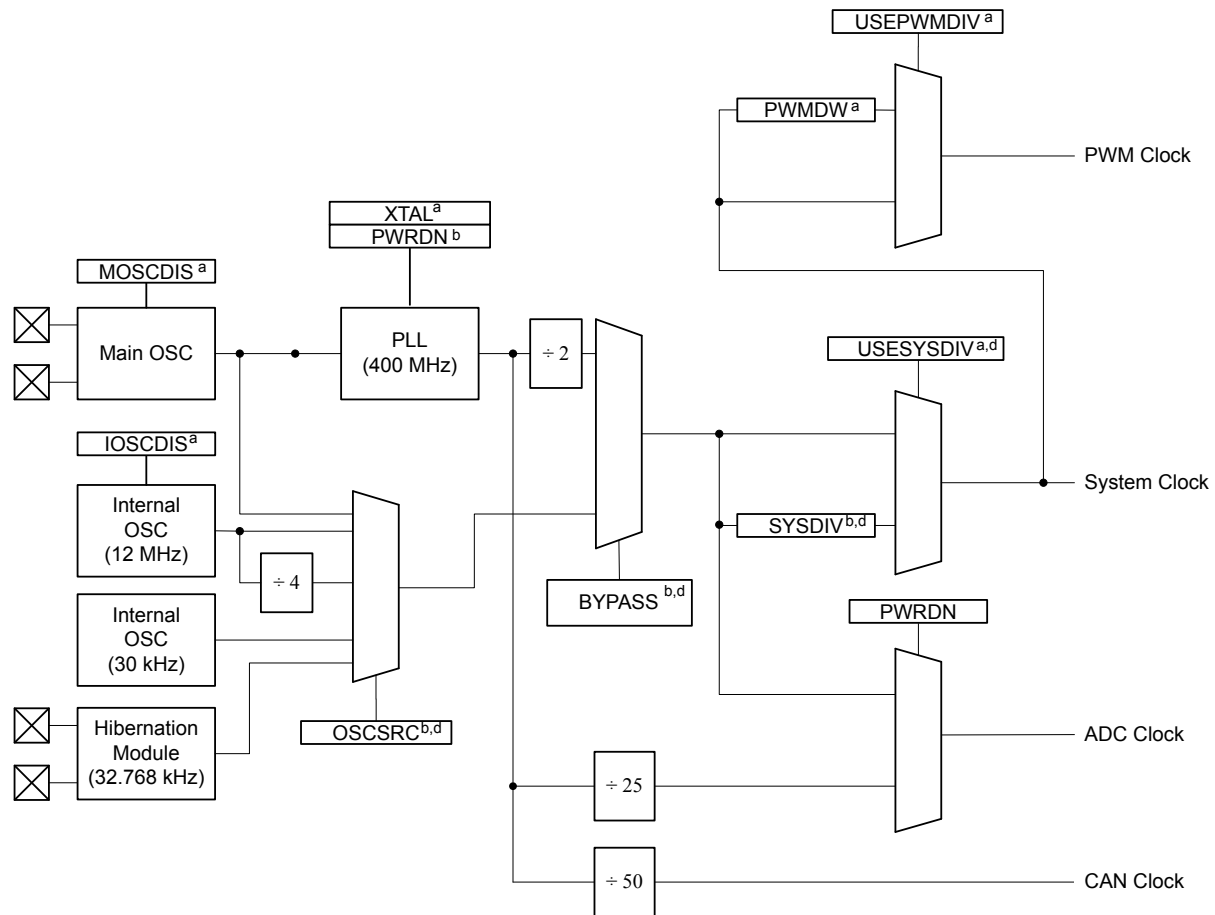 USEPWMDIV a
PWMDW a
PWM Clock
XTAL a
PWRDN b
MOSCDIS a
Main OSC
PLL
(400 MHz)
÷ 2
USESYSDIV a,d
IOSCDIS a
Internal
OSC
(12 MHz)
÷ 4
System Clock
SYSDIV b,d
BYPASS b,d
Internal
OSC
(30 kHz)
PWRDN
Hibernation
Module
(32.768 kHz)
OSCSRC b,d
ADC Clock
÷ 25
÷ 50
CAN Clock